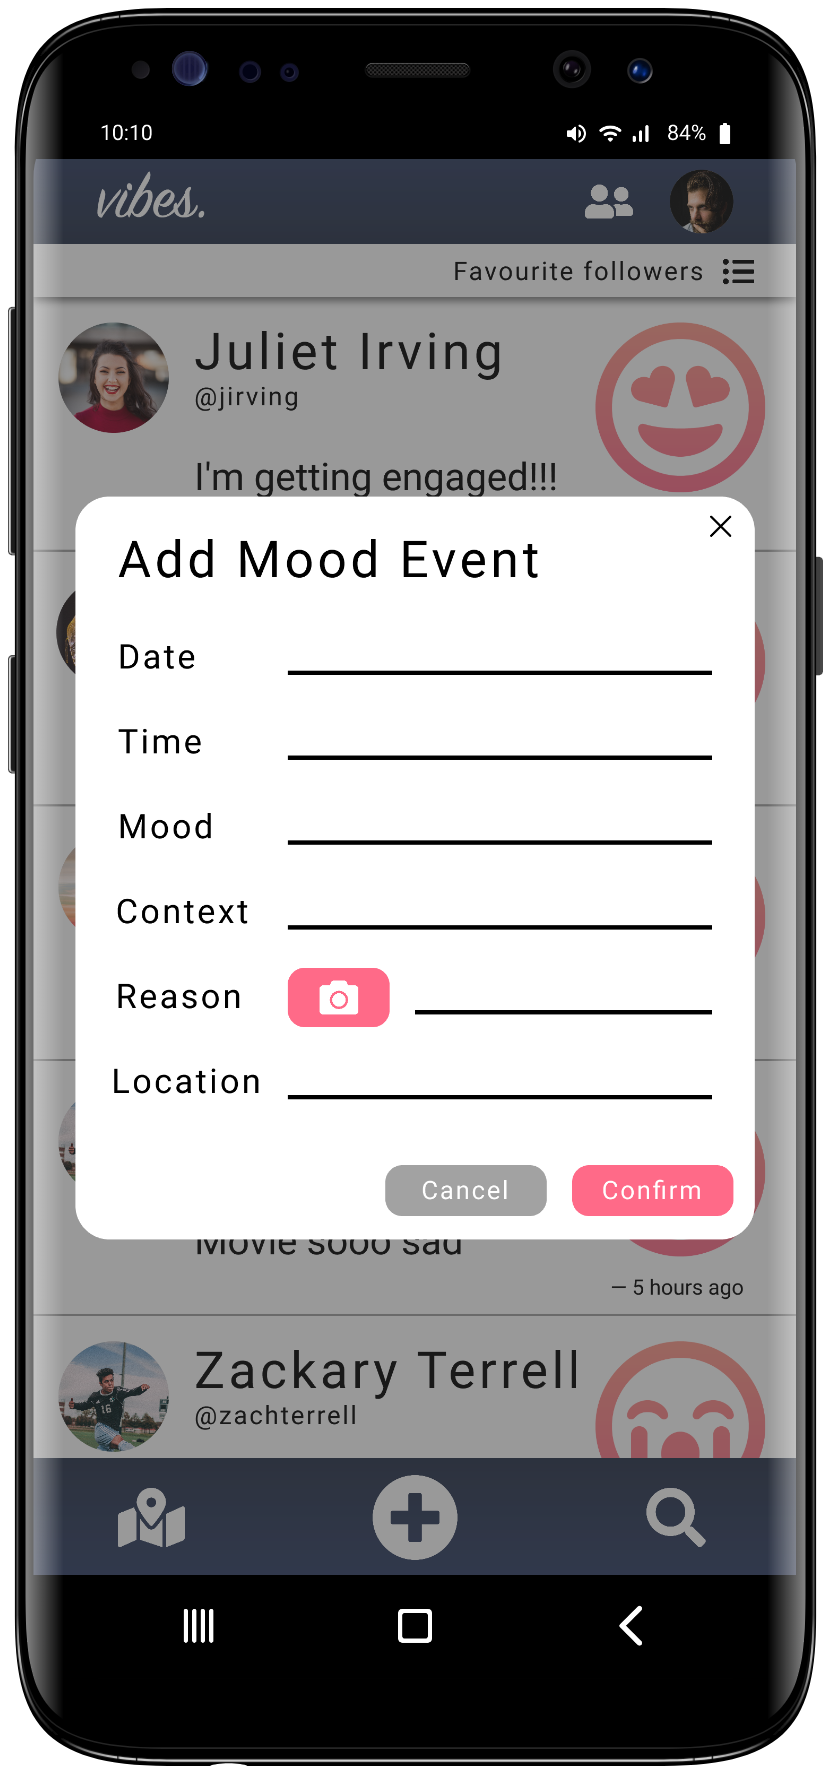 10:10
84%
vibes.
Favourite followers
Juliet Irving
@jirving
I'm getting engaged!!!
Add Mood Event
Date
Time
Mood
Context
Reason
Location
Cancel
Confirm
Movie sooo sad
— 5 hours ago
Zackary Terrell
@zachterrell
16